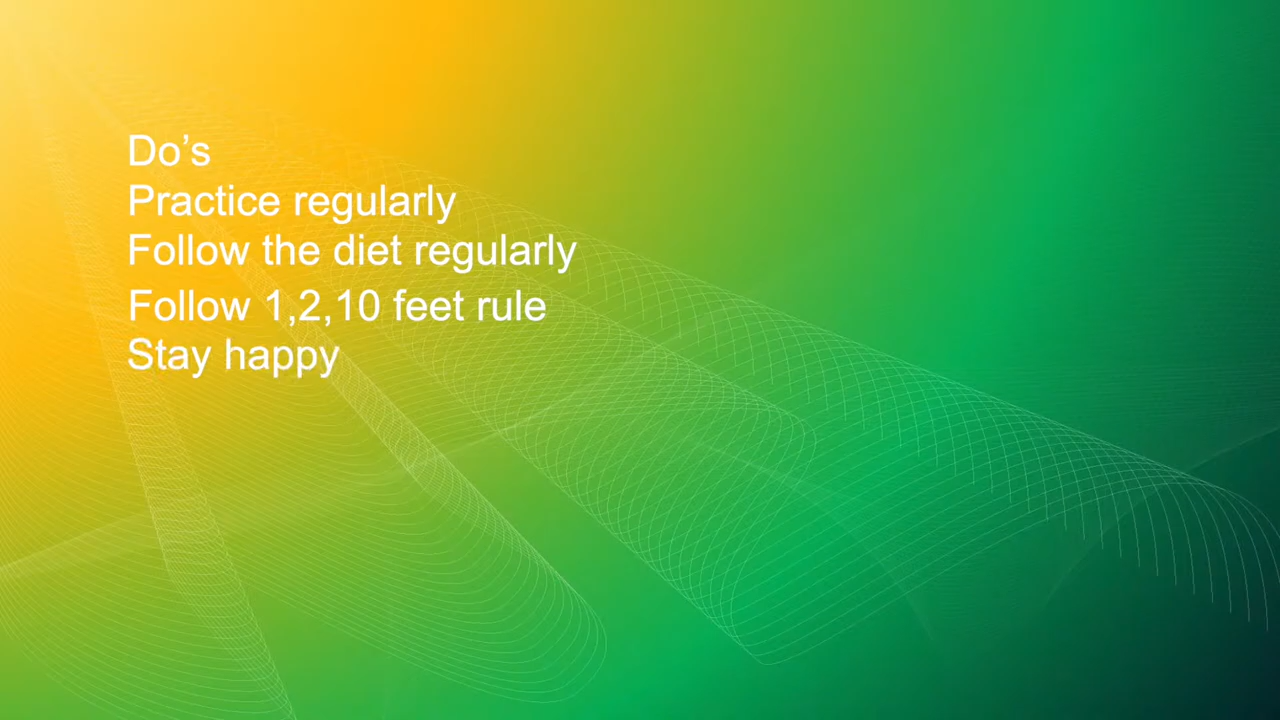 Do’s
Practice regularly
Follow the diet regularly
Follow 1,2,10 feet rule
Stay happy